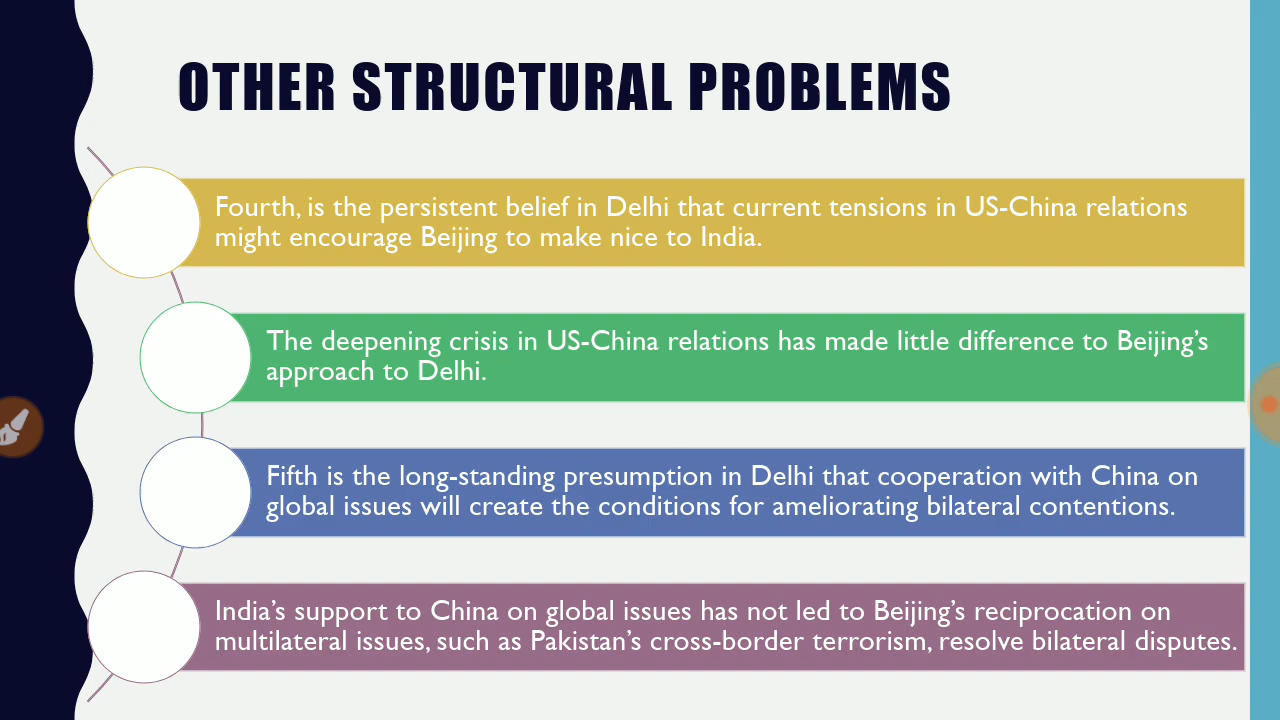 OTHER STRUCTURAL PROBLEMS
Fourth, is the persistent belief in Delhi that current tensions in US-China relations
might encourage Beijing to make nice to India.
The deepening crisis in US-China relations has made little difference to Beijing's
approach to Delhi.
Fifth is the long-standing presumption in Delhi that cooperation with China on
global issues will create the conditions for ameliorating bilateral contentions.
India's support to China on global issues has not led to Beijing's reciprocation on
multilateral issues, such as Pakistan's cross-border terrorism, resolve bilateral disputes.